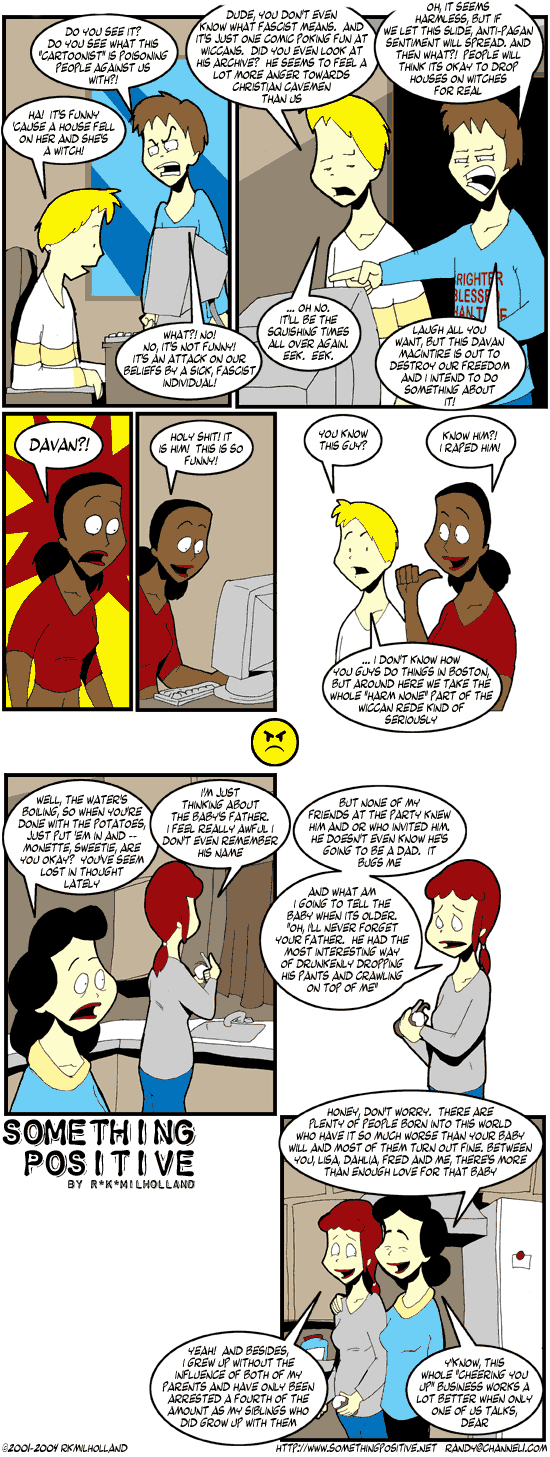 DO YOU SEE IT?
DO YOU SEE WHAT THIS
"CARTOONIST" IS POISONING
PEOPLE AGAINST US
WITH?!
HA! IT'S FUNNY
'CAUSE A HOUSE FELL
ON HER AND SHE'S
A WITCH!
WHAT?! NO!
NO, IT'S NOT FUNNY!
IT'S AN ATTACK ON OUR
BELIEFS BY A SICK, FASCIST
INDIVIDUAL!
DUDE, YOU DON'T EVEN
KNOW WHAT FASCIST MEANS. AND
IT'S JUST ONE COMIC POKING FUN AT
WICCANS. DID YOU EVEN LOOK AT
HIS ARCHIVE? HE SEEMS TO FEEL A
LOT MORE ANGER TOWARDS
CHRISTIAN CAVEMEN
THAN US
OH, IT SEEMS
HARMLESS, BUT IF
WE LET THIS SLIDE, ANTI-PAGAN
SENTIMENT WILL SPREAD. AND
THEN WHAT?! PEOPLE WILL
THINK ITS OKAY TO DROP
HOUSES ON WITCHES
FOR REAL
... OH NO.
IT'LL BE THE
SQUISHING TIMES
ALL OVER AGAIN.
EEK. EEK.
LAUGH ALL YOU
WANT, BUT THIS DAVAN
MACINTIRE IS OUT TO
DESTROY OUR FREEDOM
AND I INTEND TO DO
SOMETHING ABOUT
IT!
DAVAN?!
HOLY SHIT! IT
IS HIM! THIS IS SO
FUNNY!
YOU KNOW
THIS GUY?
KNOW HIM?!
I RAPED HIM!
... I DON'T KNOW HOW
YOU GUYS DO THINGS IN BOSTON,
BUT AROUND HERE WE TAKE THE
WHOLE "HARM NONE" PART OF THE
WICCAN REDE KIND OF
SERIOUSLY
WELL, THE WATER'S
BOILING, SO WHEN YOU'RE
DONE WITH THE POTATOES,
JUST PUT 'EM IN AND --
MONETTE, SWEETIE, ARE
YOU OKAY? YOU'VE SEEM
LOST IN THOUGHT
LATELY
I'M JUST
THINKING ABOUT
THE BABY'S FATHER.
I FEEL REALLY AWFUL I
DON'T EVEN REMEMBER
HIS NAME
BUT NONE OF MY
FRIENDS AT THE PARTY KNEW
HIM AND OR WHO INVITED HIM.
HE DOESN'T EVEN KNOW HE'S
GOING TO BE A DAD. IT
BUGS ME
AND WHAT AM
I GOING TO TELL THE
BABY WHEN ITS OLDER.
"OH, I'LL NEVER FORGET
YOUR FATHER. HE HAD THE
MOST INTERESTING WAY
OF DRUNKENLY DROPPING
HIS PANTS AND CRAWLING
ON TOP OF ME"
SOMETHING
POSITIVE
BY R*K*MILHOLLAND
HONEY, DON'T WORRY. THERE ARE
PLENTY OF PEOPLE BORN INTO THIS WORLD
WHO HAVE IT SO MUCH WORSE THAN YOUR BABY
WILL AND MOST OF THEM TURN OUT FINE. BETWEEN
YOU, LISA, DAHLIA, FRED AND ME, THERE'S MORE
THAN ENOUGH LOVE FOR THAT BABY
YEAH! AND BESIDES,
I GREW UP WITHOUT THE
INFLUENCE OF BOTH OF MY
PARENTS AND HAVE ONLY BEEN
ARRESTED A FOURTH OF THE
AMOUNT AS MY SIBLINGS WHO
DID GROW UP WITH THEM
Y'KNOW, THIS
WHOLE "CHEERING YOU
UP" BUSINESS WORKS A
LOT BETTER WHEN ONLY
ONE OF US TALKS,
DEAR
©2001-2004 RKMILHOLLAND
HTTP://WWW.SOMETHINGPOSITIVE.NET RANDY@CHANNEL1.COM